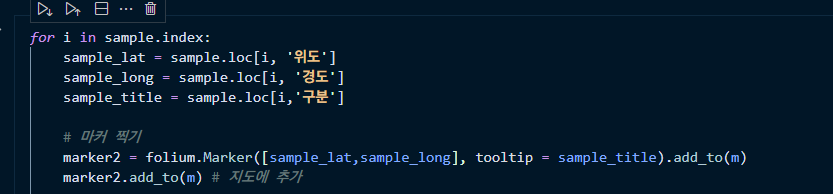 for i in sample.index:
    sample_lat = sample.loc[i, '위도']
    sample_long = sample.loc[i, '경도']
    sample_title = sample.loc[i,'구분']

    # 마커 찍기
    marker2 = folium.Marker([sample_lat,sample_long], tooltip = sample_title).add_to(m)
    marker2.add_to(m) # 지도에 추가